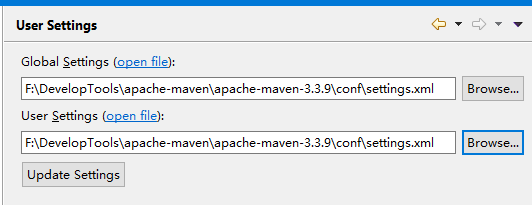 User Settings
Global Settings (open file):
F:\DevelopTools\apache-maven\apache-maven-3.3.9\conf\settings.xml
Browse...
User Settings (open file):
F:\DevelopTools\apache-maven\apache-maven-3.3.9\conf\settings.xml
Browse...
Update Settings